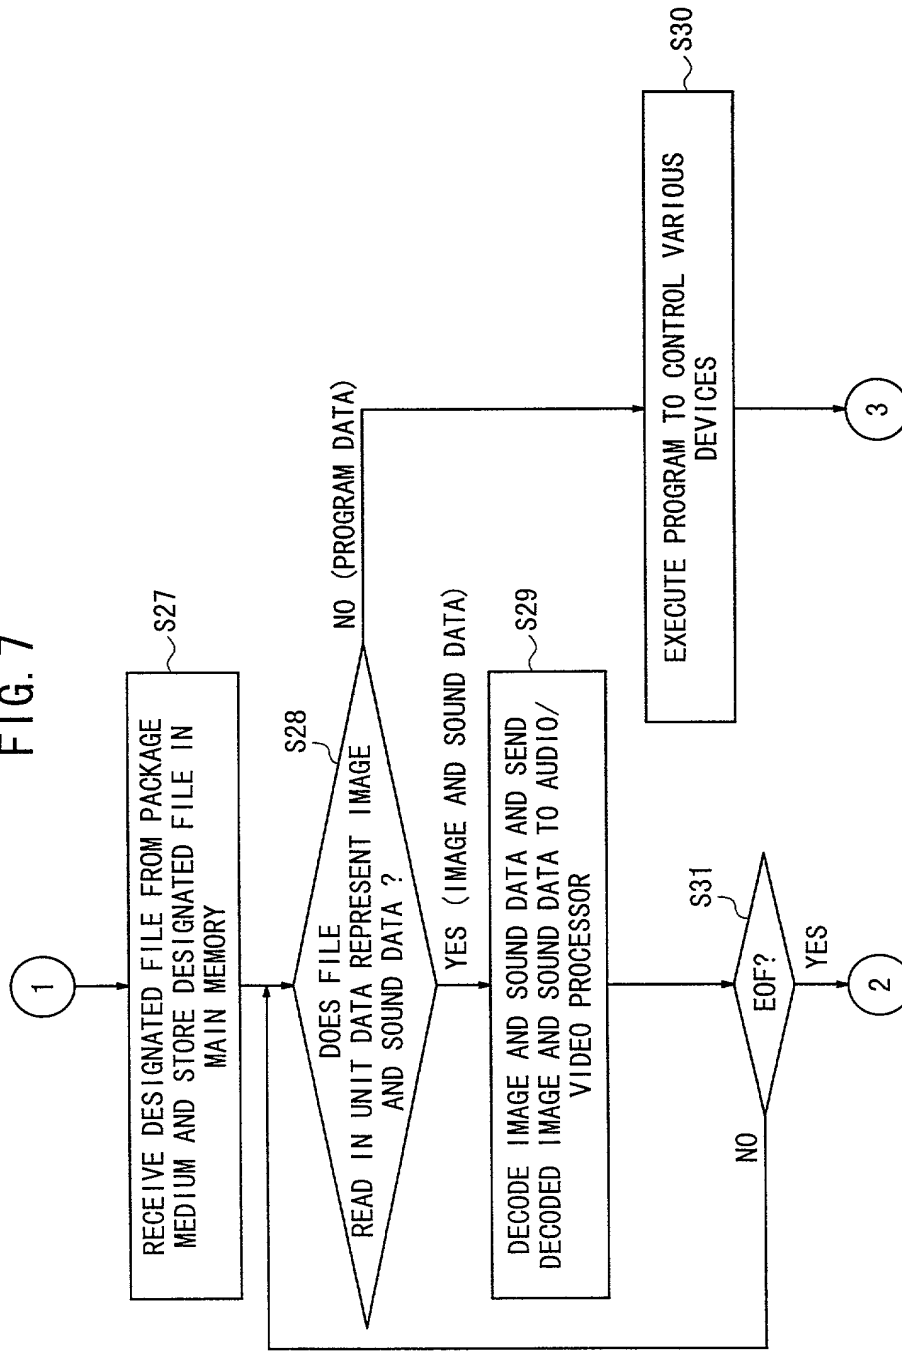 FIG. 7
1
RECEIVE DESIGNATED FILE FROM PACKAGE
MEDIUM AND STORE DESIGNATED FILE IN
MAIN MEMORY
S27
DOES FILE
READ IN UNIT DATA REPRESENT IMAGE
AND SOUND DATA ?
S28
NO (PROGRAM DATA)
YES (IMAGE AND SOUND DATA)
DECODE IMAGE AND SOUND DATA AND SEND
DECODED IMAGE AND SOUND DATA TO AUDIO/
VIDEO PROCESSOR
S29
EXECUTE PROGRAM TO CONTROL VARIOUS
DEVICES
S30
EOF?
S31
NO
YES
2
3